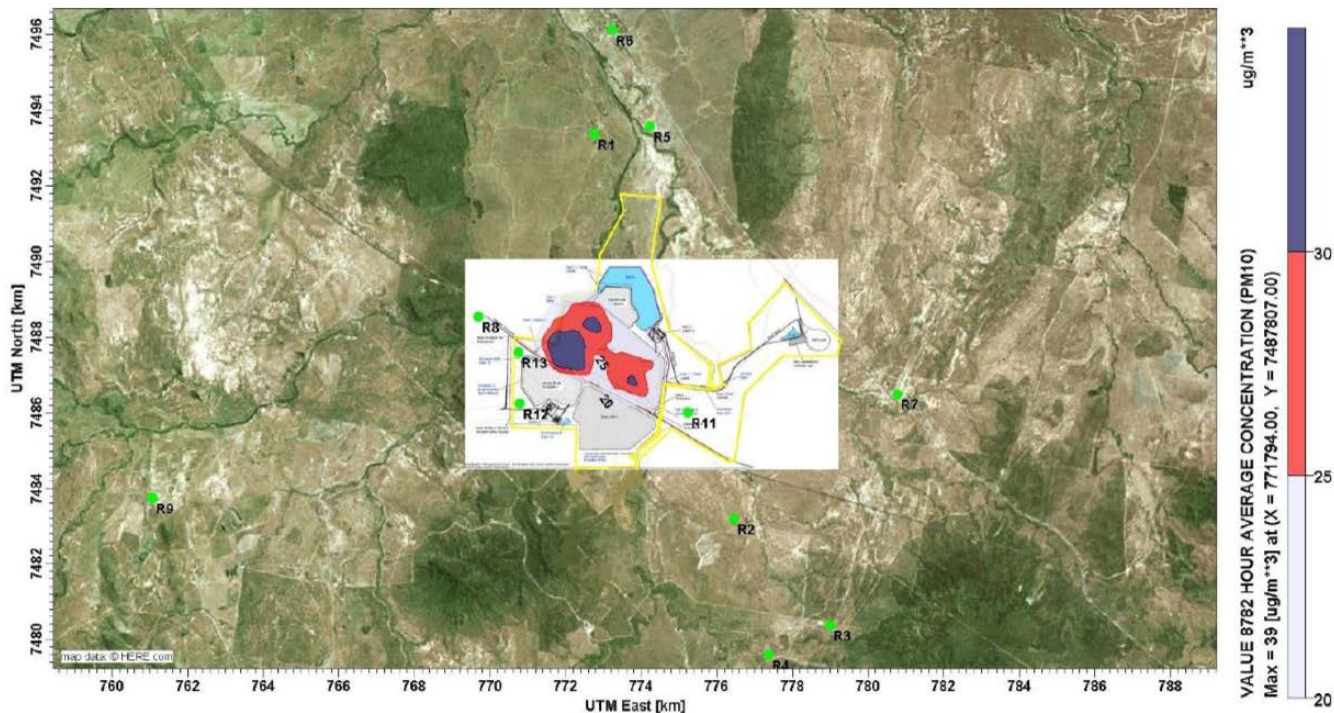 R6
R1
R5
R8
R13
R12
R11
R7
R9
R2
R3
R4
25
20
map data: © HERE.com
7496
7494
7492
7490
7488
7486
7484
7482
7480
UTM North [km]
760
762
764
766
768
770
772
774
776
778
780
782
784
786
788
UTM East [km]
ug/m**3
30
25
20
VALUE 8782 HOUR AVERAGE CONCENTRATION (PM10)
Max = 39 [ug/m**3] at (X = 771794.00, Y = 7487807.00)